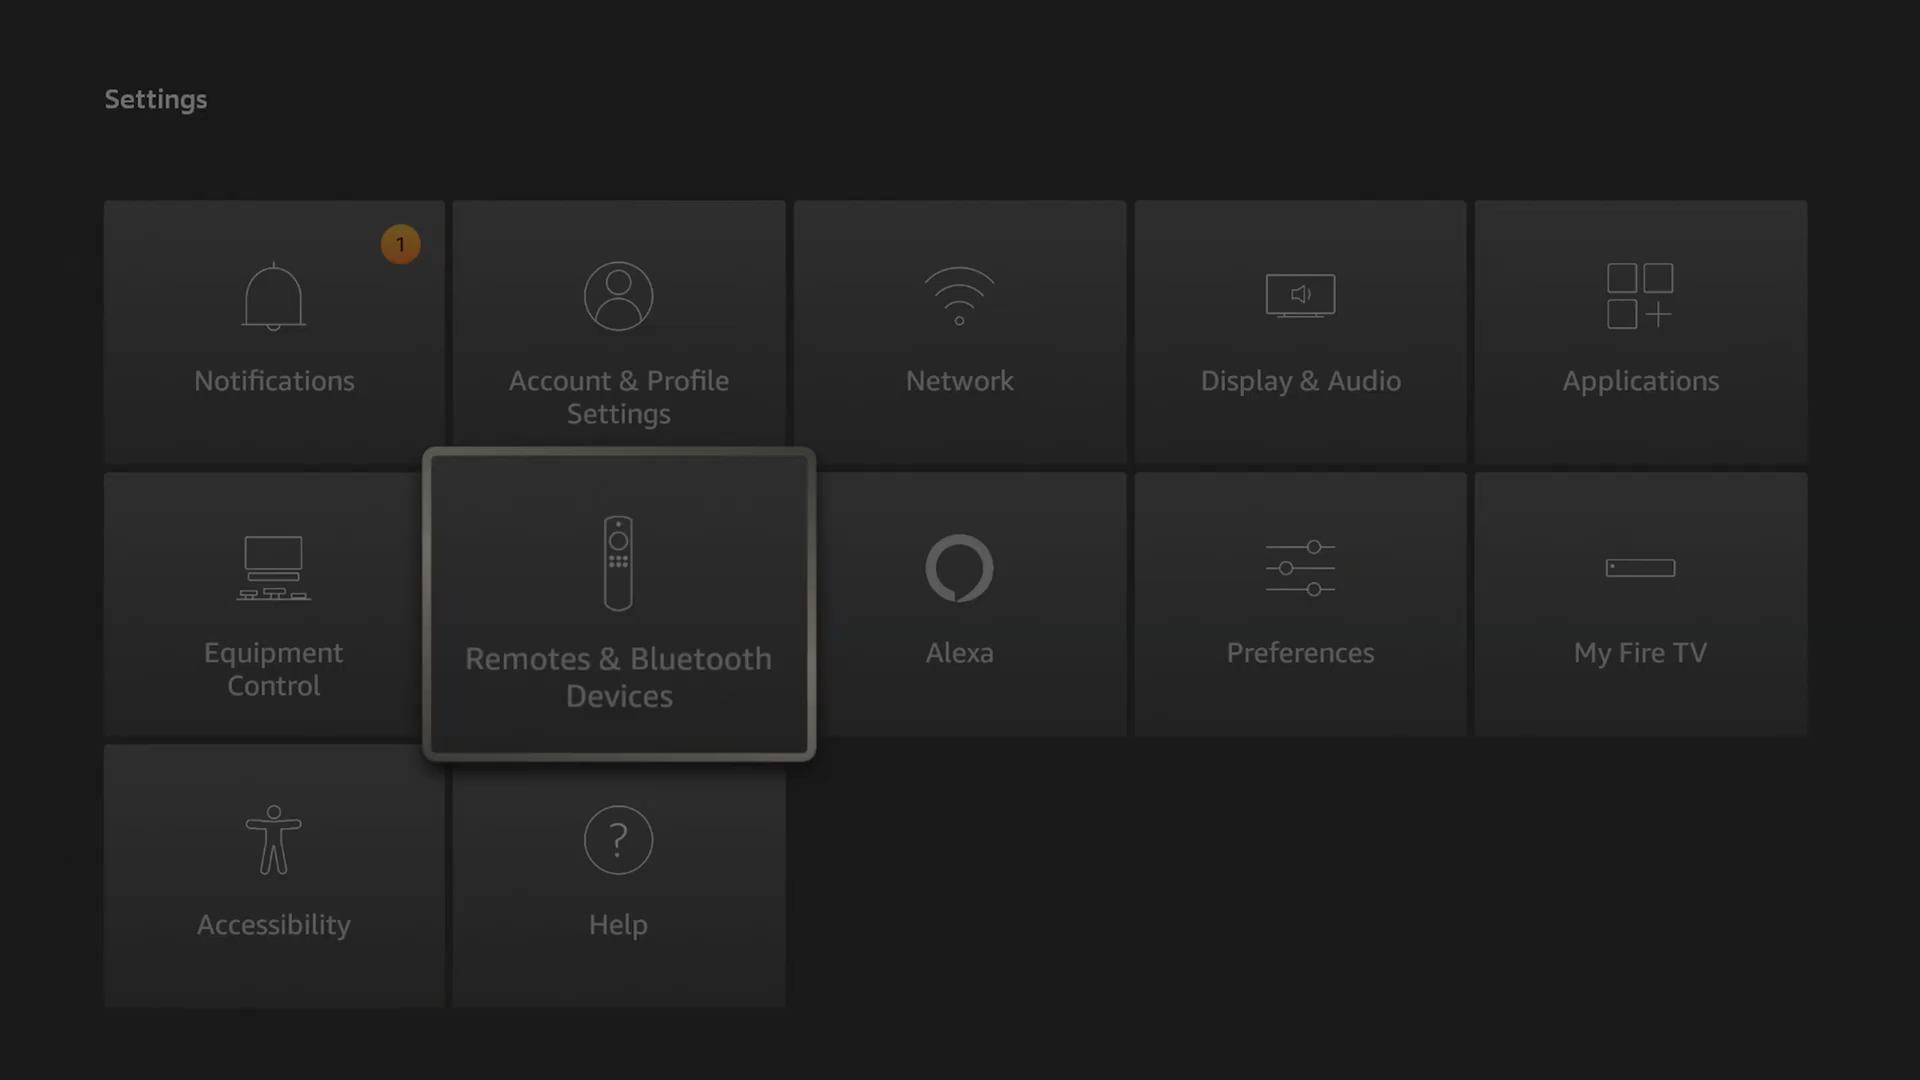 Settings
1
Notifications
Account & Profile
Settings
Network
Display & Audio
Applications
Equipment
Control
Remotes & Bluetooth
Devices
Alexa
Preferences
My Fire TV
Accessibility
?
Help